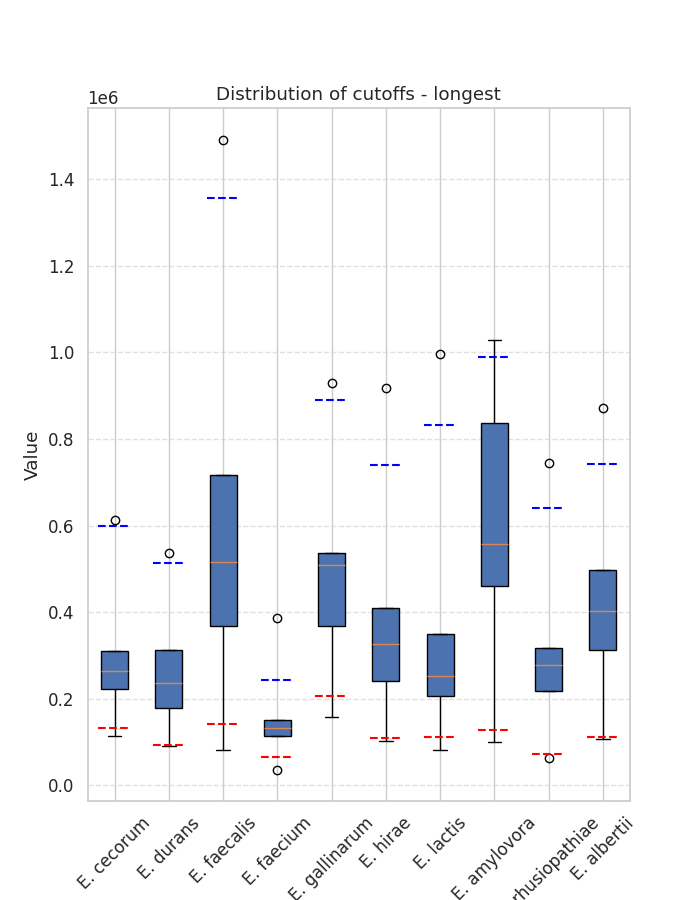 Distribution of cutoffs - longest
1e6
1.4
1.2
1.0
0.8
0.6
0.4
0.2
0.0
Value
E. cecorum
E. durans
E. faecalis
E. faecium
E. gallinarum
E. hirae
E. lactis
E. amylovora
rhusiopathiae
E. albertii